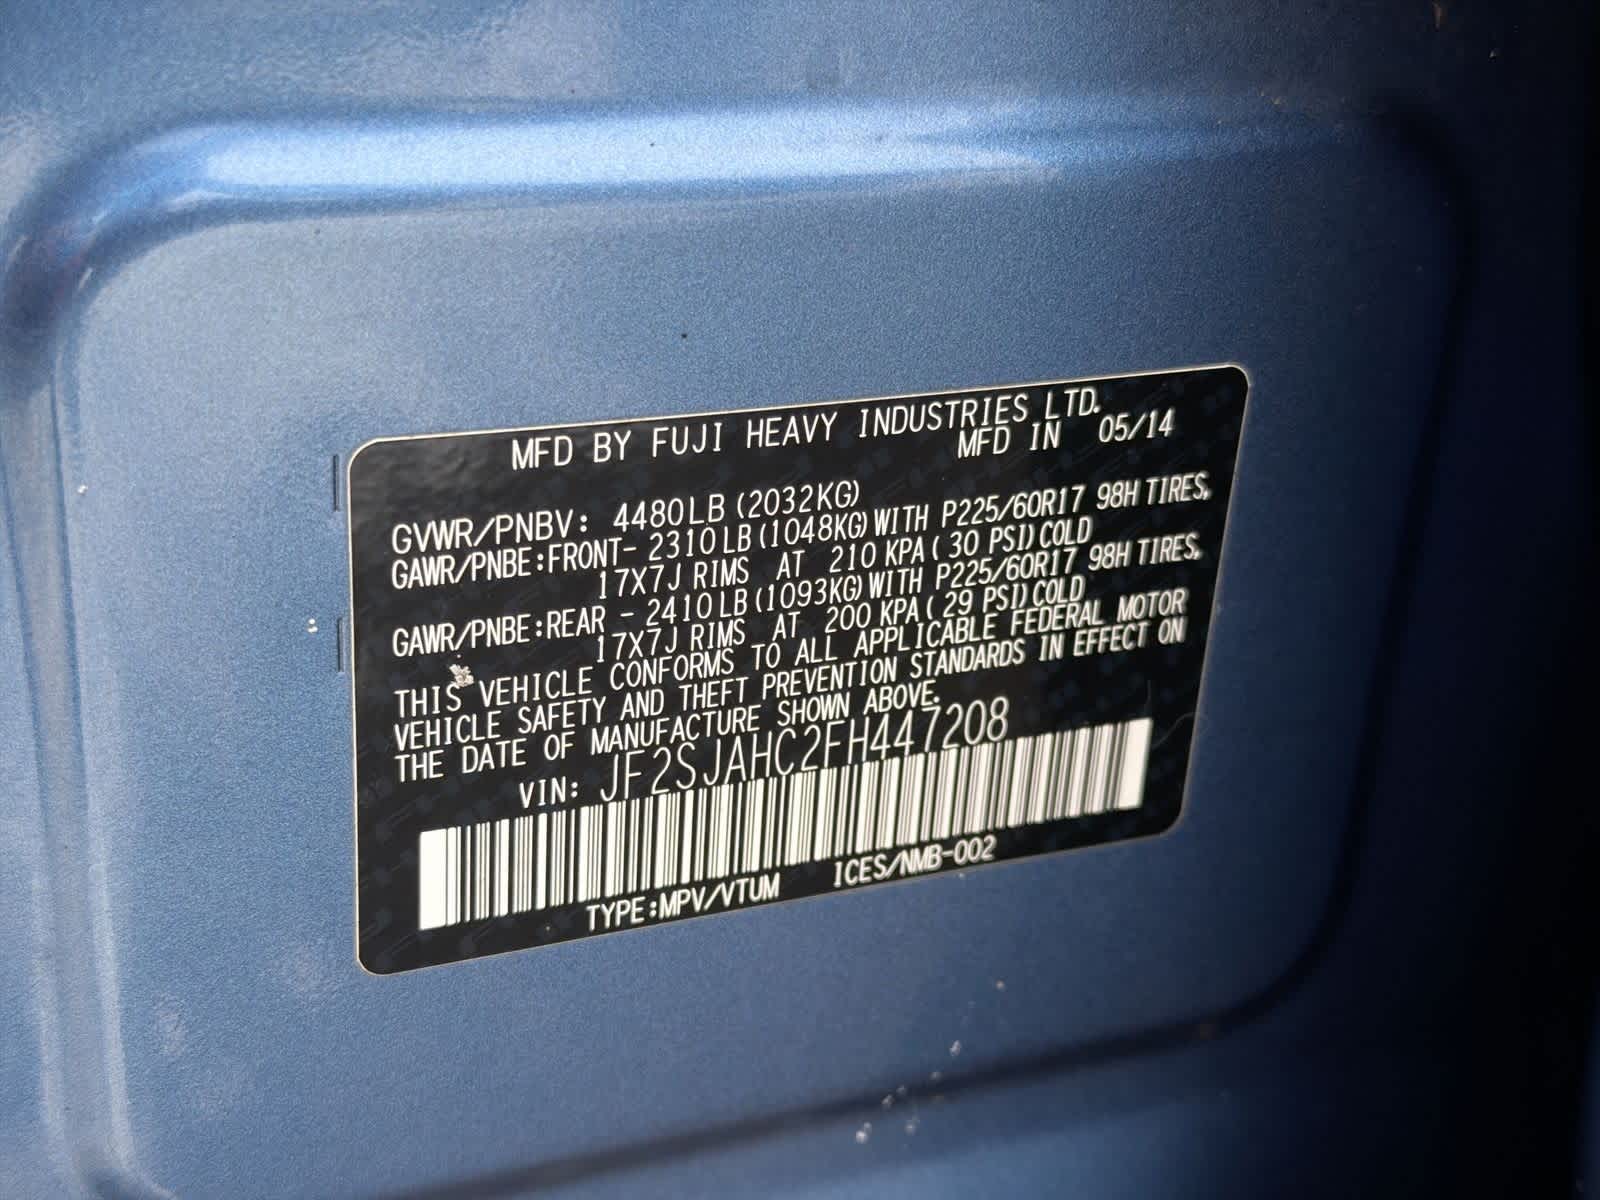 MFD BY FUJI HEAVY INDUSTRIES LTD.
MFD IN 05/14
GVWR/PNBV: 4480LB (2032KG)
GAWR/PNBE:FRONT- 2310LB (1048KG) WITH P225/60R17 98H TIRES,
17X7J RIMS AT 210 KPA ( 30 PSI) COLD
GAWR/PNBE:REAR - 2410LB (1093KG) WITH P225/60R17 98H TIRES,
17X7J RIMS AT 200 KPA ( 29 PSI) COLD
THIS VEHICLE CONFORMS TO ALL APPLICABLE FEDERAL MOTOR
VEHICLE SAFETY AND THEFT PREVENTION STANDARDS IN EFFECT ON
THE DATE OF MANUFACTURE SHOWN ABOVE.
VIN: JF2SJAHC2FH447208
TYPE:MPV/VTUM ICES/NMB-002